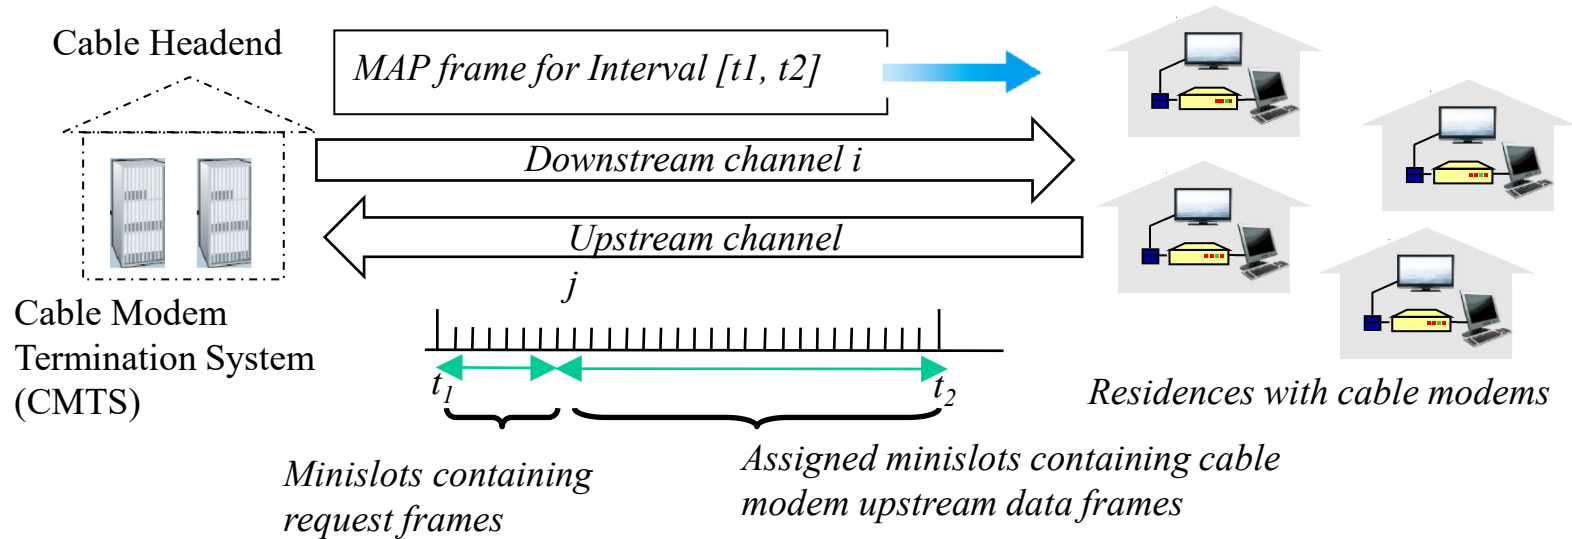 Cable Headend
MAP frame for Interval [t1, t2]
Downstream channel i
Upstream channel
j
Cable Modem
Termination System
(CMTS)
t1
t2
Residences with cable modems
Minislots containing
request frames
Assigned minislots containing cable
modem upstream data frames